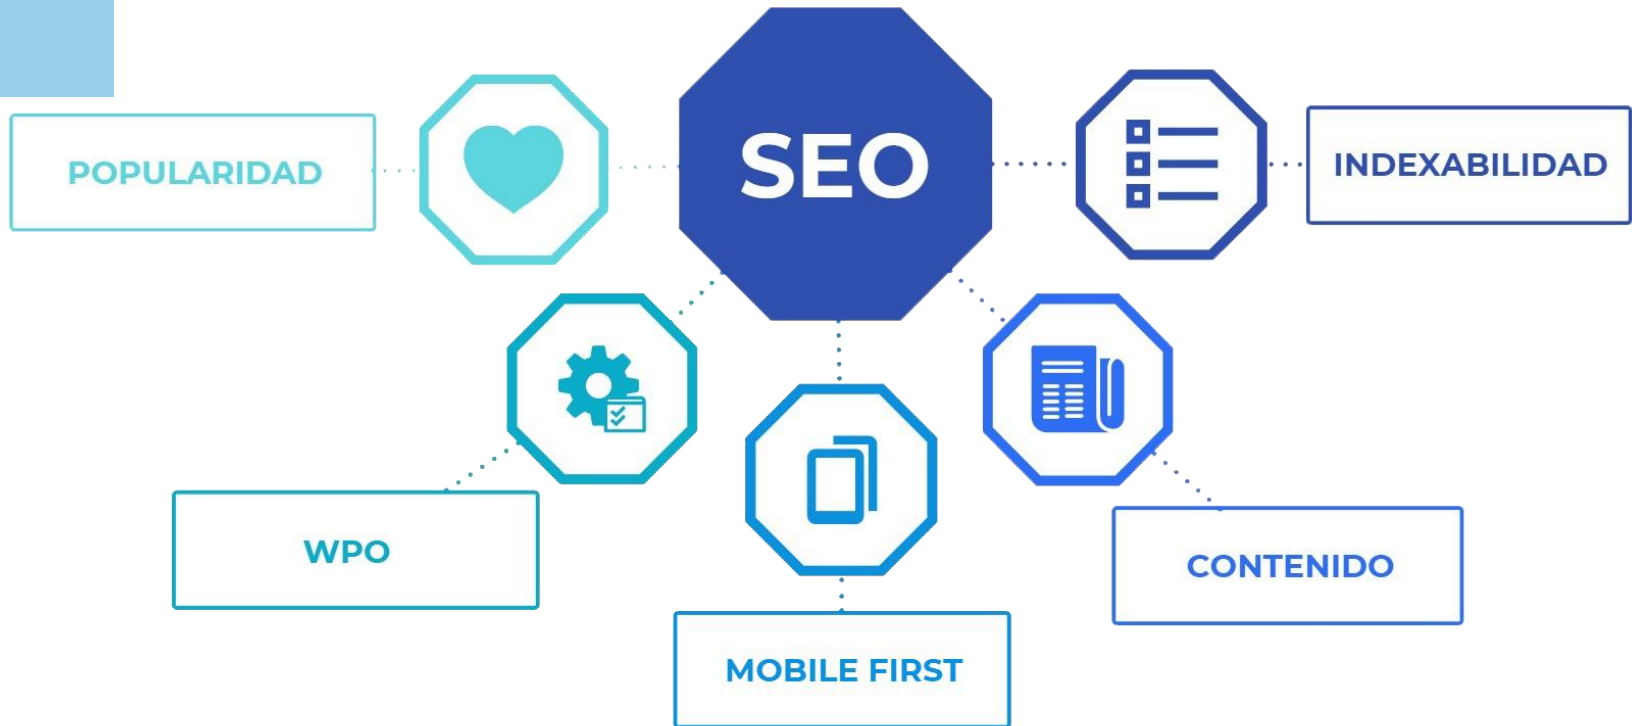 SEO
POPULARIDAD
INDEXABILIDAD
WPO
CONTENIDO
MOBILE FIRST